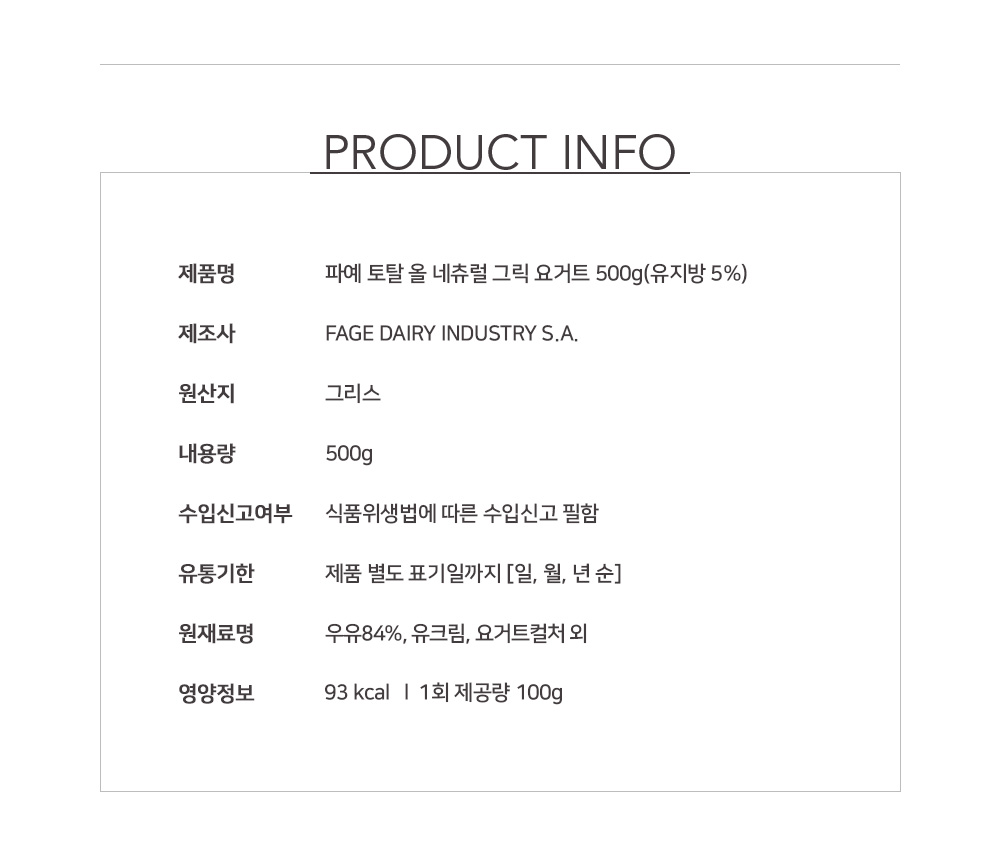 PRODUCT INFO
제품명 파예 토탈 올 네츄럴 그릭 요거트 500g(유지방 5%)
제조사 FAGE DAIRY INDUSTRY S.A.
원산지 그리스
내용량 500g
수입신고여부 식품위생법에 따른 수입신고 필함
유통기한 제품 별도 표기일까지 [일, 월, 년 순]
원재료명 우유84%, 유크림, 요거트컬처 외
영양정보 93 kcal ㅣ 1회 제공량 100g